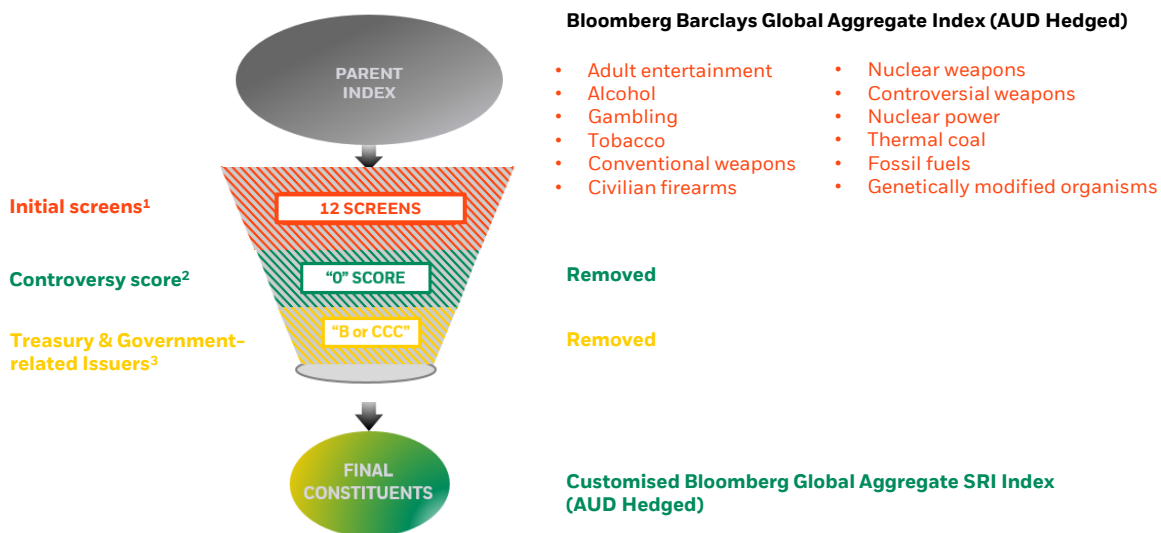 Bloomberg Barclays Global Aggregate Index (AUD Hedged)
PARENT
INDEX
• Adult entertainment
• Alcohol
• Gambling
• Tobacco
• Conventional weapons
• Civilian firearms
• Nuclear weapons
• Controversial weapons
• Nuclear power
• Thermal coal
• Fossil fuels
• Genetically modified organisms
Initial screens¹
12 SCREENS
Controversy score²
“0” SCORE
Removed
Treasury & Government-
related Issuers³
“B or CCC”
Removed
FINAL
CONSTITUENTS
Customised Bloomberg Global Aggregate SRI Index
(AUD Hedged)